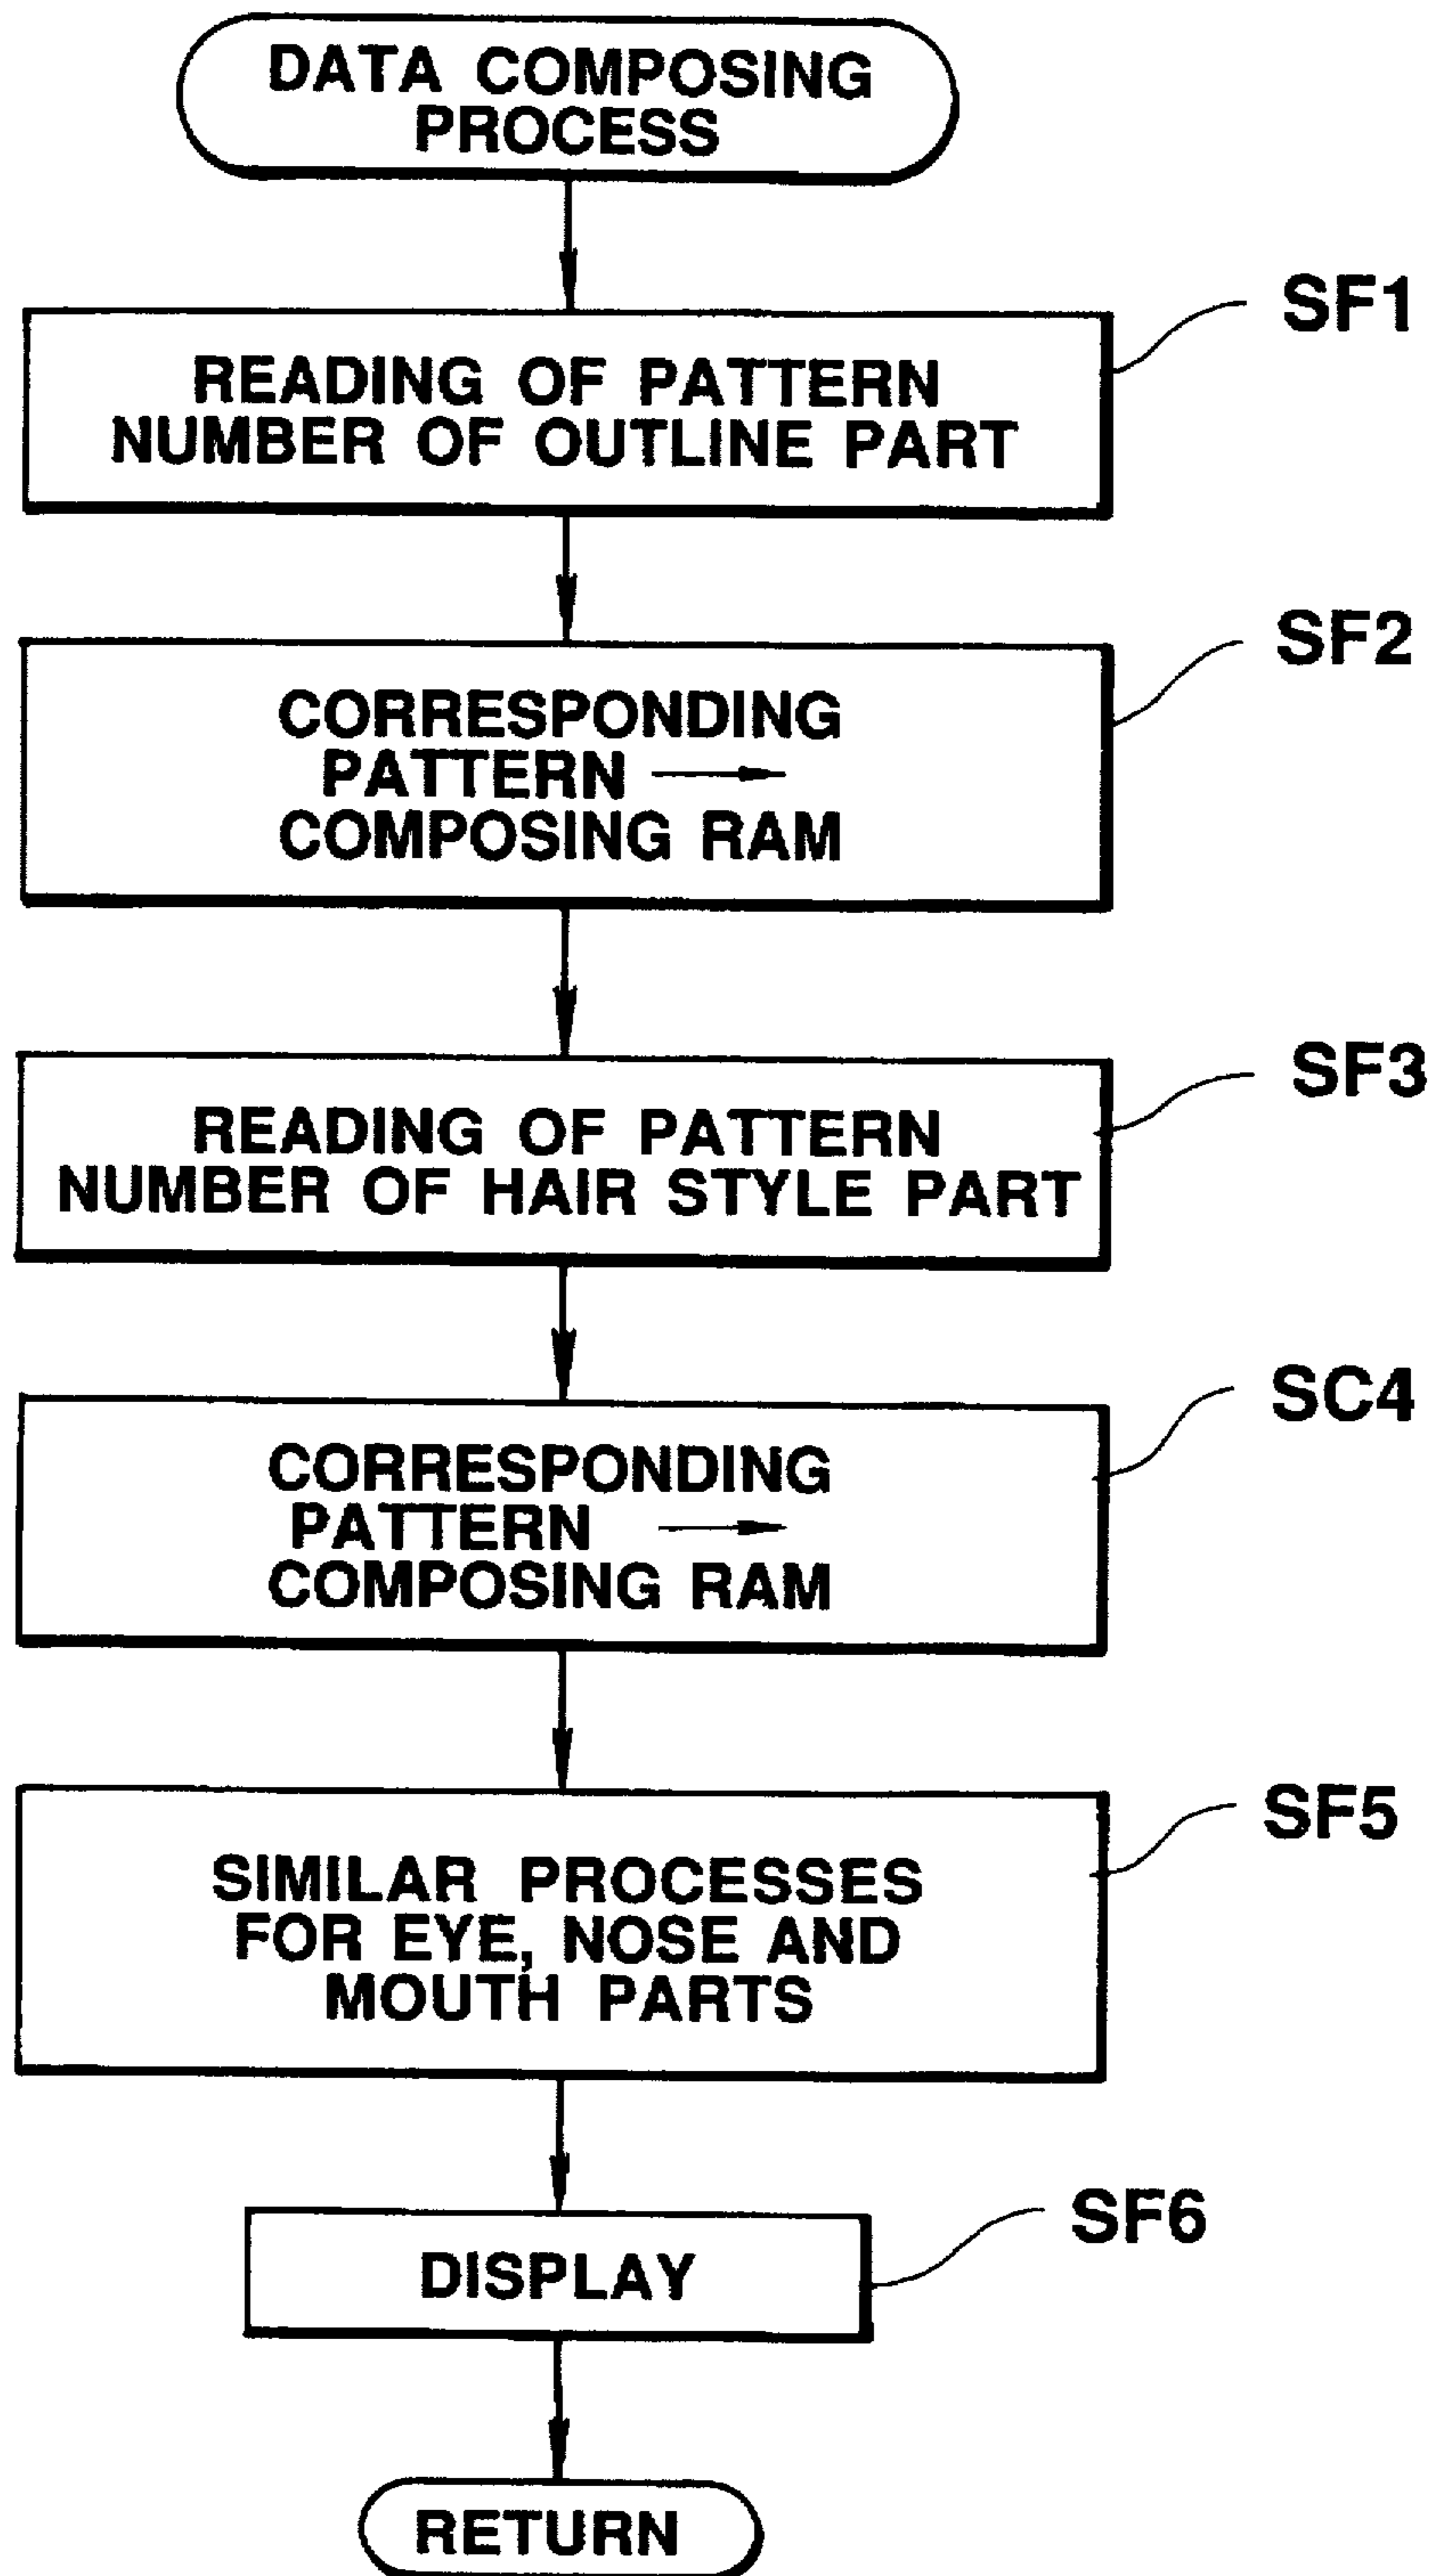 DATA COMPOSING
PROCESS
SF1
READING OF PATTERN
NUMBER OF OUTLINE PART
SF2
CORRESPONDING
PATTERN →
COMPOSING RAM
SF3
READING OF PATTERN
NUMBER OF HAIR STYLE PART
SC4
CORRESPONDING
PATTERN →
COMPOSING RAM
SF5
SIMILAR PROCESSES
FOR EYE, NOSE AND
MOUTH PARTS
SF6
DISPLAY
RETURN